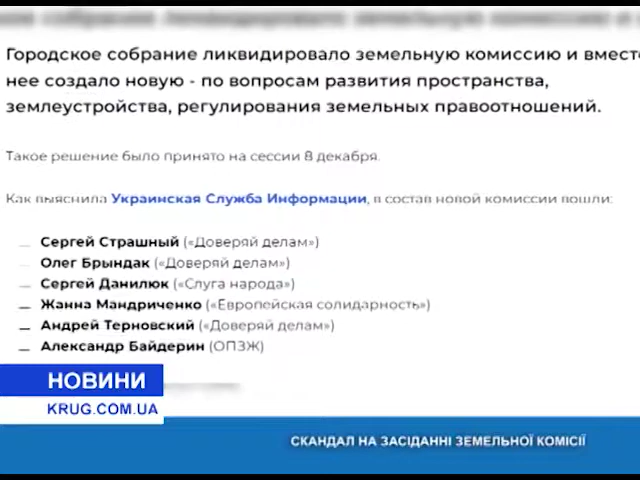 Городское собрание ликвидировало земельную комиссию и вместо
нее создало новую - по вопросам развития пространства,
землеустройства, регулирования земельных правоотношений.
Такое решение было принято на сессии 8 декабря.
Как выяснила Украинская Служба Информации, в состав новой комиссии вошли:
— Сергей Страшный («Доверяй делам»)
— Олег Брындак («Доверяй делам»)
— Сергей Данилюк («Слуга народа»)
— Жанна Мандриченко («Европейская солидарность»)
— Андрей Терновский («Доверяй делам»)
— Александр Байдерин (ОПЗЖ)
НОВИНИ
KRUG.COM.UA
СКАНДАЛ НА ЗАСІДАННІ ЗЕМЕЛЬНОЇ КОМІСІЇ